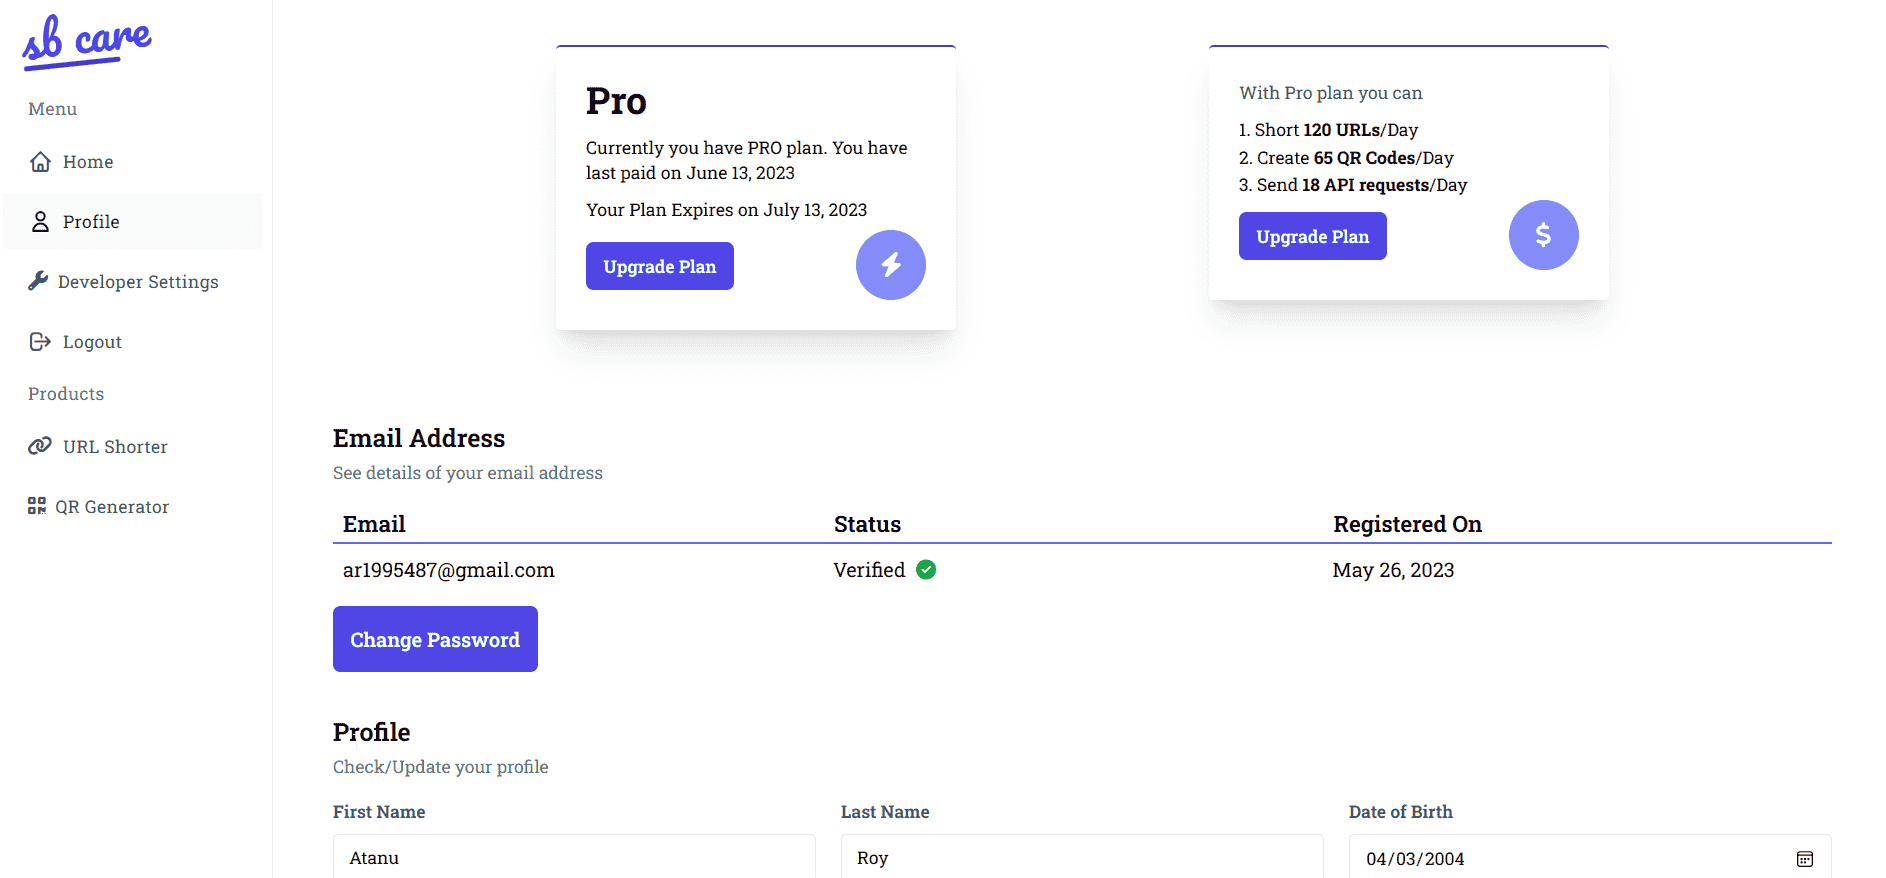 sb care
Menu
Home
Profile
Developer Settings
Logout
Products
URL Shorter
QR Generator
Pro
Currently you have PRO plan. You have
last paid on June 13, 2023
Your Plan Expires on July 13, 2023
Upgrade Plan
With Pro plan you can
1. Short 120 URLs/Day
2. Create 65 QR Codes/Day
3. Send 18 API requests/Day
Upgrade Plan
$
Email Address
See details of your email address
Email Status Registered On
ar1995487@gmail.com Verified May 26, 2023
Change Password
Profile
Check/Update your profile
First Name Last Name Date of Birth
Atanu Roy 04/03/2004